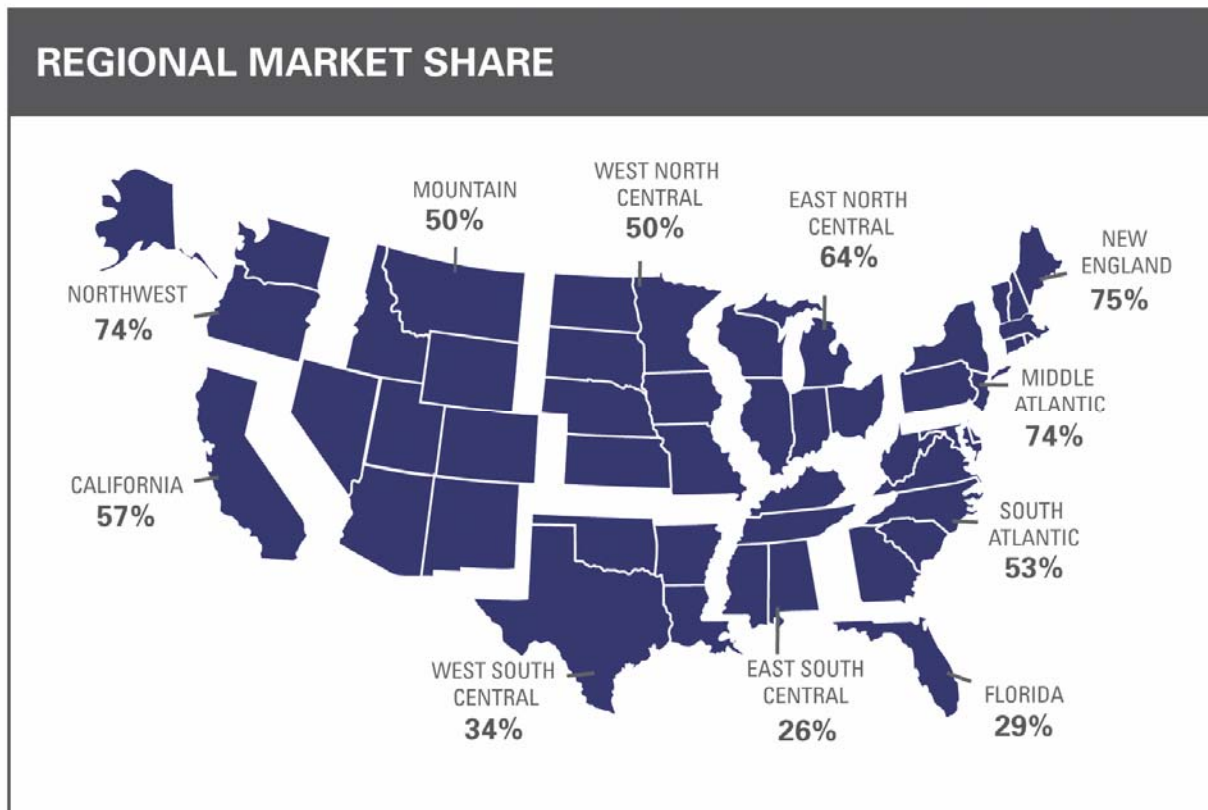 REGIONAL MARKET SHARE
MOUNTAIN
50%
WEST NORTH
CENTRAL
50%
EAST NORTH
CENTRAL
64%
NEW
ENGLAND
75%
NORTHWEST
74%
MIDDLE
ATLANTIC
74%
CALIFORNIA
57%
SOUTH
ATLANTIC
53%
WEST SOUTH
CENTRAL
34%
EAST SOUTH
CENTRAL
26%
FLORIDA
29%